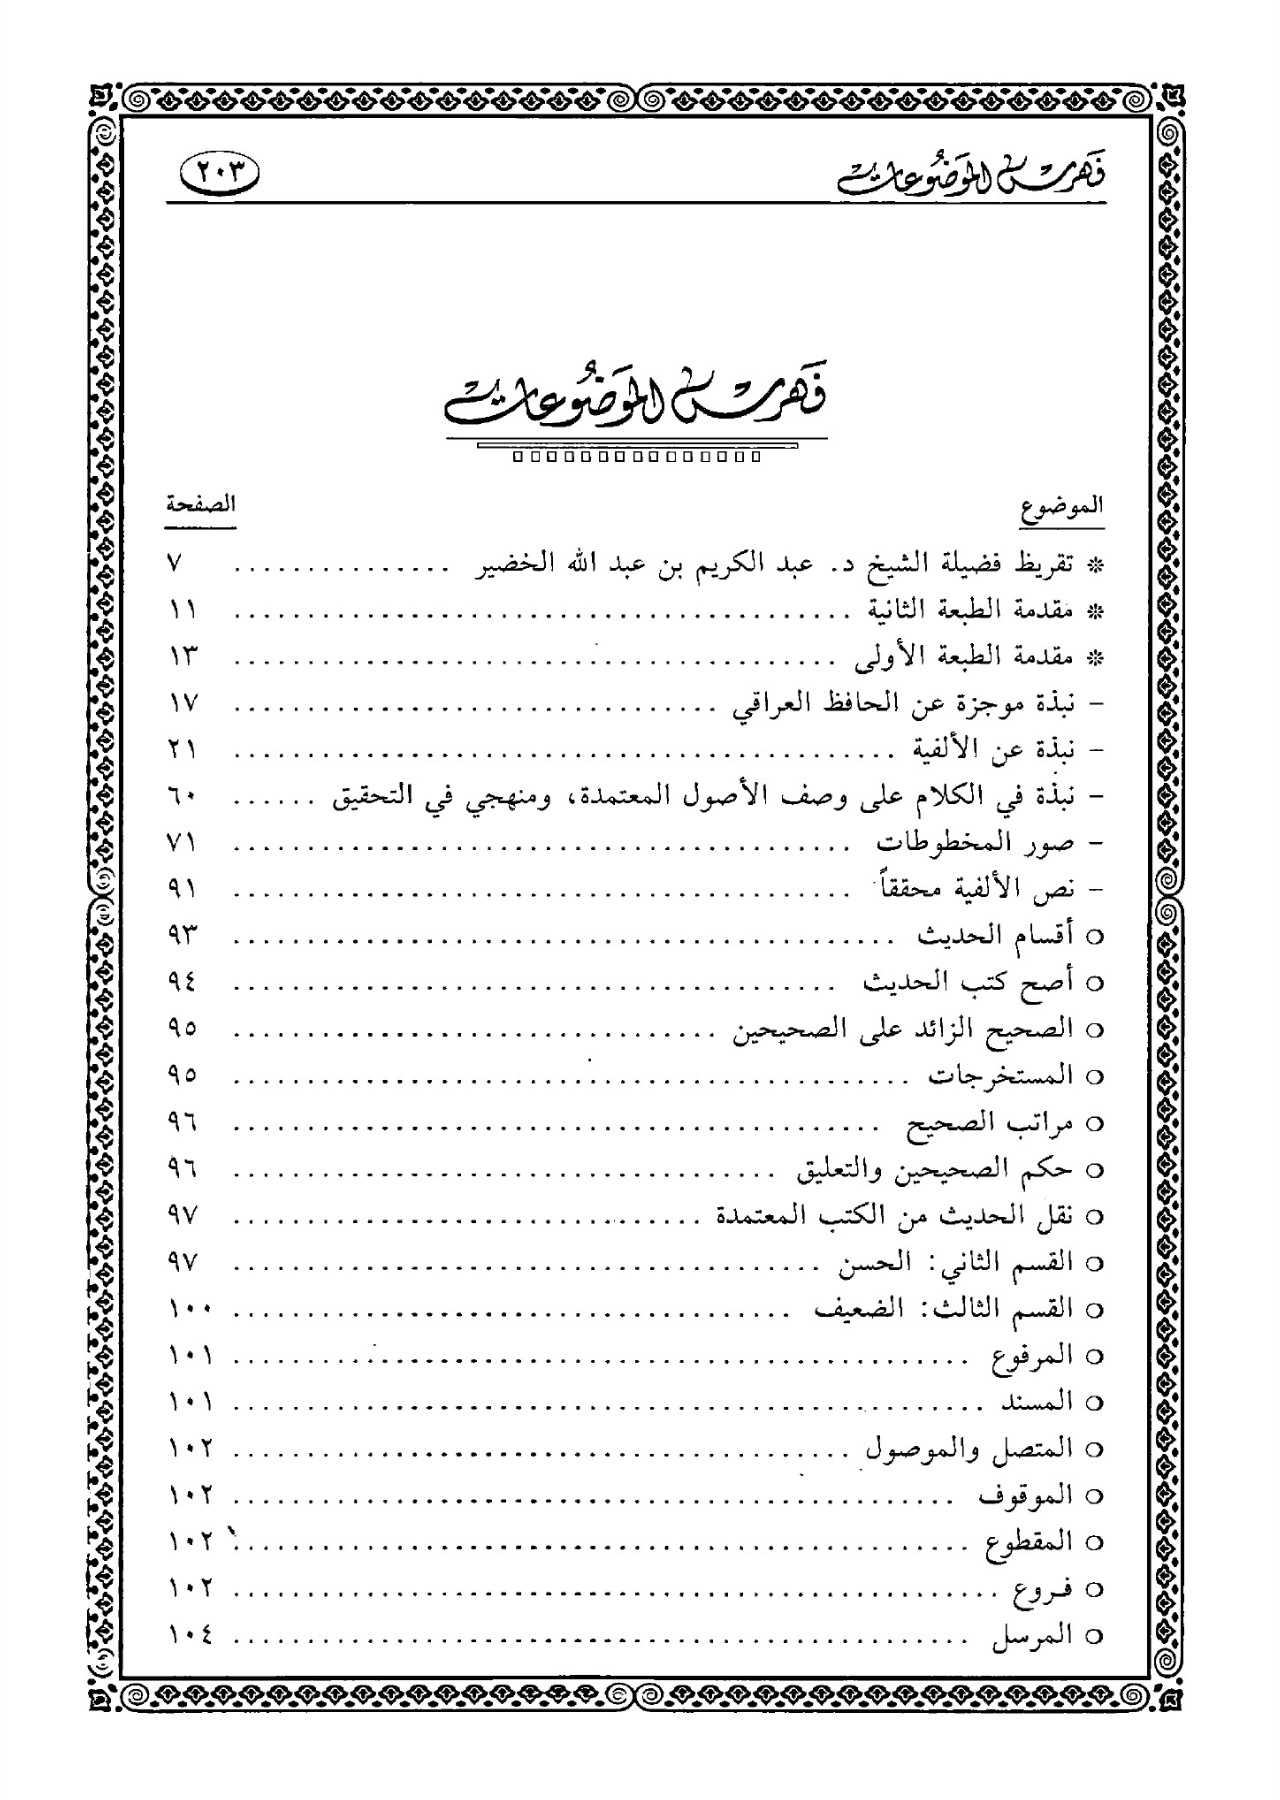 فهرس الموضوعات ٢٠٣
فهرس الموضوعات
الموضوع الصفحة
* تقريظ فضيلة الشيخ د. عبد الكريم بن عبد الله الخضير ............... ٧
* مقدمة الطبعة الثانية ............... ١١
* مقدمة الطبعة الأولى ............... ١٣
- نبذة موجزة عن الحافظ العراقي ............... ١٧
- نبذة عن الألفية ............... ٢١
- نبذة في الكلام على وصف الأصول المعتمدة، ومنهجي في التحقيق ...... ٦٠
- صور المخطوطات ............... ٧١
- نص الألفية محققاً ............... ٩١
○ أقسام الحديث ............... ٩٣
○ أصح كتب الحديث ............... ٩٤
○ الصحيح الزائد على الصحيحين ............... ٩٥
○ المستخرجات ............... ٩٥
○ مراتب الصحيح ............... ٩٦
○ حكم الصحيحين والتعليق ............... ٩٦
○ نقل الحديث من الكتب المعتمدة ............... ٩٧
○ القسم الثاني: الحسن ............... ٩٧
○ القسم الثالث: الضعيف ............... ١٠٠
○ المرفوع ............... ١٠١
○ المسند ............... ١٠١
○ المتصل والموصول ............... ١٠٢
○ الموقوف ............... ١٠٢
○ المقطوع ............... ١٠٢
○ فروع ............... ١٠٢
○ المرسل ............... ١٠٤